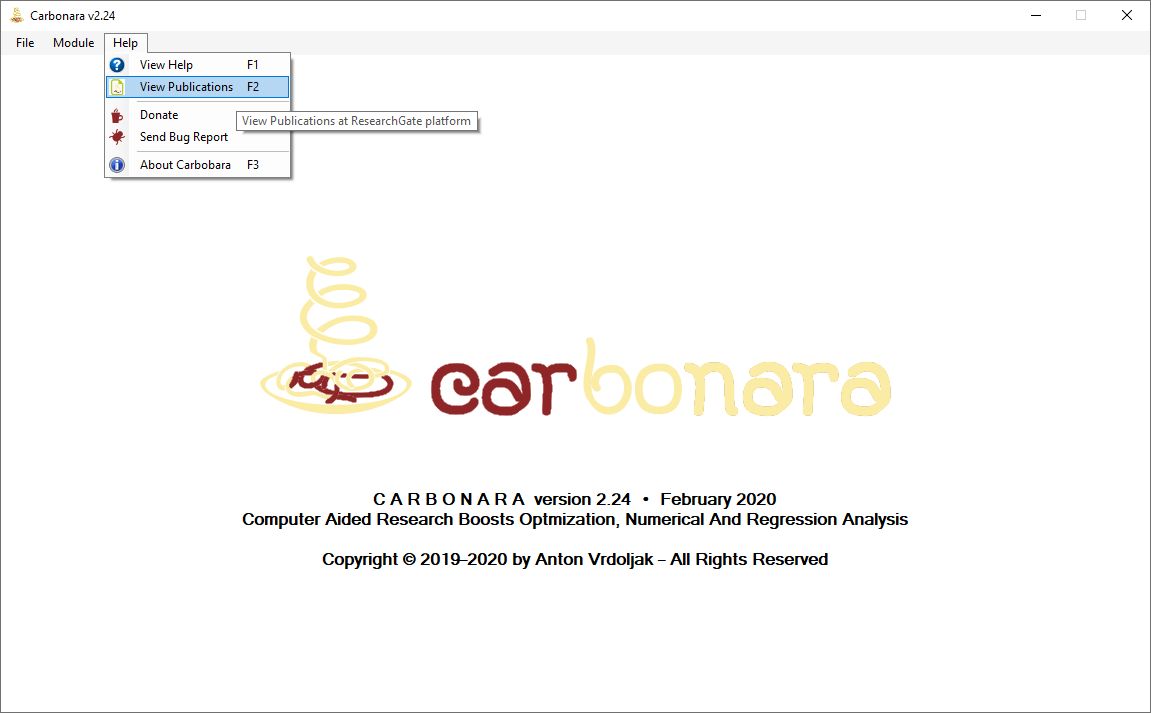 Carbonara v2.24
File Module Help
View Help F1
View Publications F2
Donate
View Publications at ResearchGate platform
Send Bug Report
About Carbobara F3
carbonara
C A R B O N A R A version 2.24 • February 2020
Computer Aided Research Boosts Optmization, Numerical And Regression Analysis
Copyright © 2019-2020 by Anton Vrdoljak - All Rights Reserved